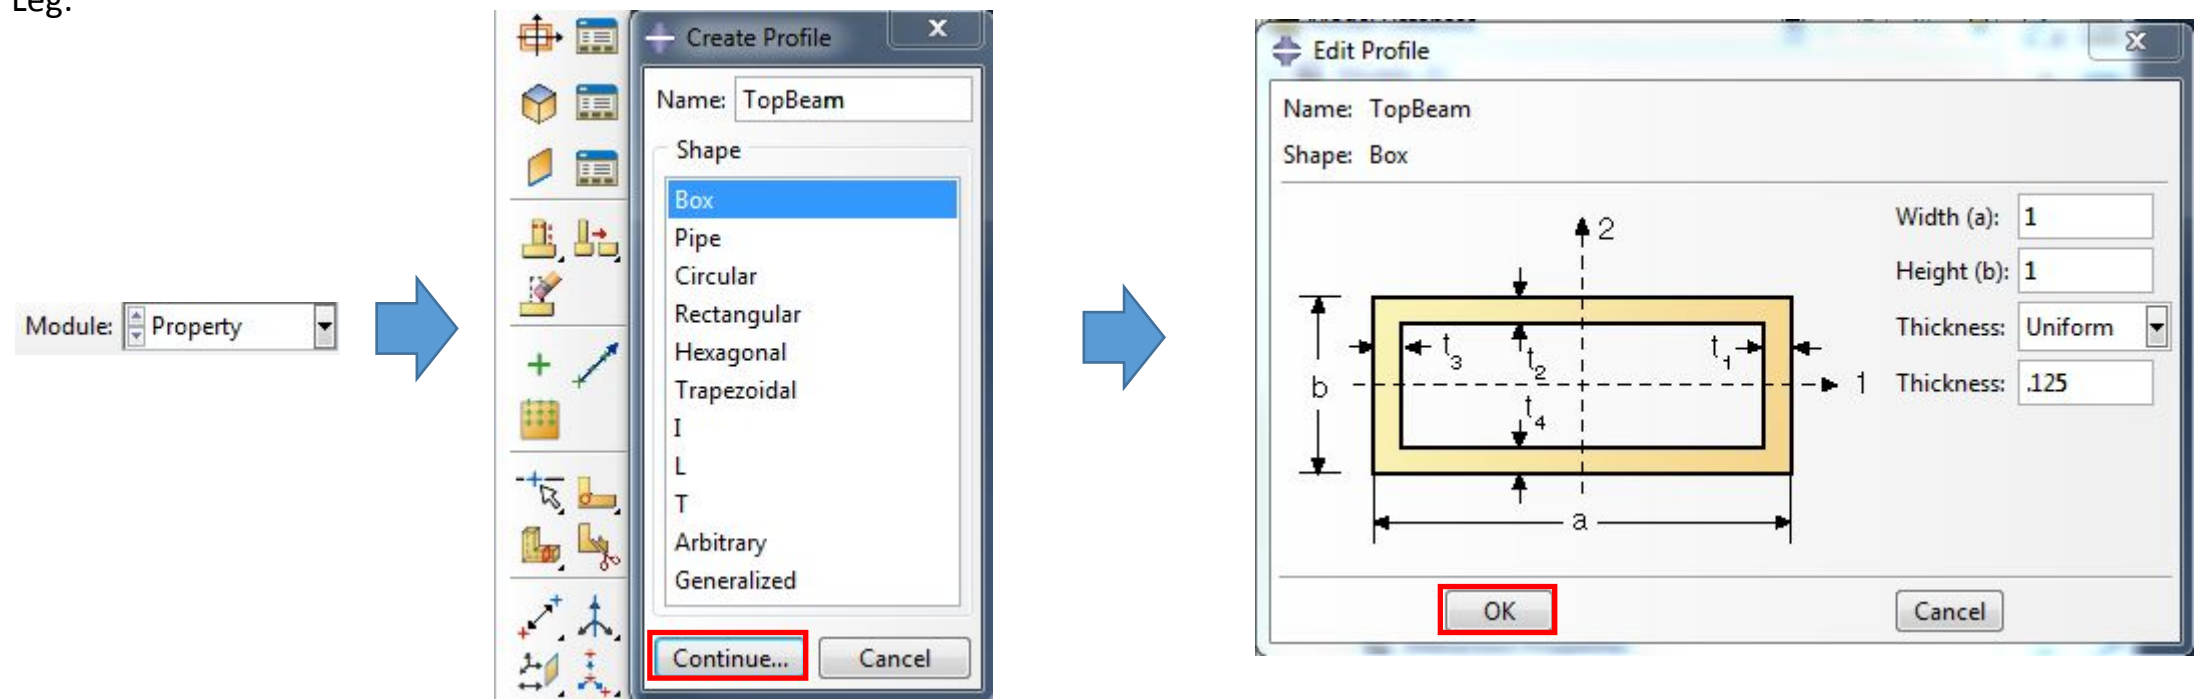 Leg:
Module: Property
Create Profile
Name: TopBeam
Shape
Box
Pipe
Circular
Rectangular
Hexagonal
Trapezoidal
I
L
T
Arbitrary
Generalized
Continue...
Cancel
Edit Profile
Name: TopBeam
Shape: Box
Width (a): 1
Height (b): 1
Thickness: Uniform
Thickness: .125
2
1
b
a
t3
t2
t1
t4
OK
Cancel